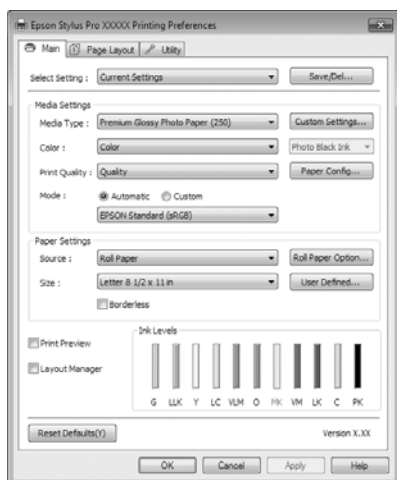 Epson Stylus Pro XXXXX Printing Preferences
Main Page Layout Utility
Select Setting : Current Settings Save/Del...
Media Settings
Media Type : Premium Glossy Photo Paper (250) Custom Settings...
Color : Color Photo Black Ink
Print Quality : Quality Paper Config...
Mode : Automatic Custom
EPSON Standard (sRGB)
Paper Settings
Source : Roll Paper Roll Paper Option...
Size : Letter 8 1/2 x 11 in User Defined...
Borderless
Print Preview
Layout Manager
Ink Levels
G LLK Y LC VLM O MK VM LK C PK
Reset Defaults(Y) Version X.XX
OK Cancel Apply Help